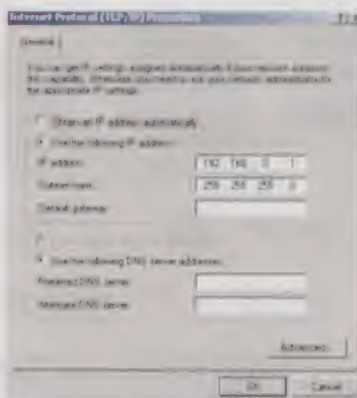 Internet Protocol (TCP/IP) Properties
General
You can get IP settings assigned automatically if your network supports
this capability. Otherwise, you need to ask your network administrator for
the appropriate IP settings.
Obtain an IP address automatically
Use the following IP address:
IP address: 192 168 0 1
Subnet mask: 255 255 255 0
Default gateway:
Use the following DNS server addresses:
Preferred DNS server:
Alternate DNS server:
Advanced...
OK Cancel